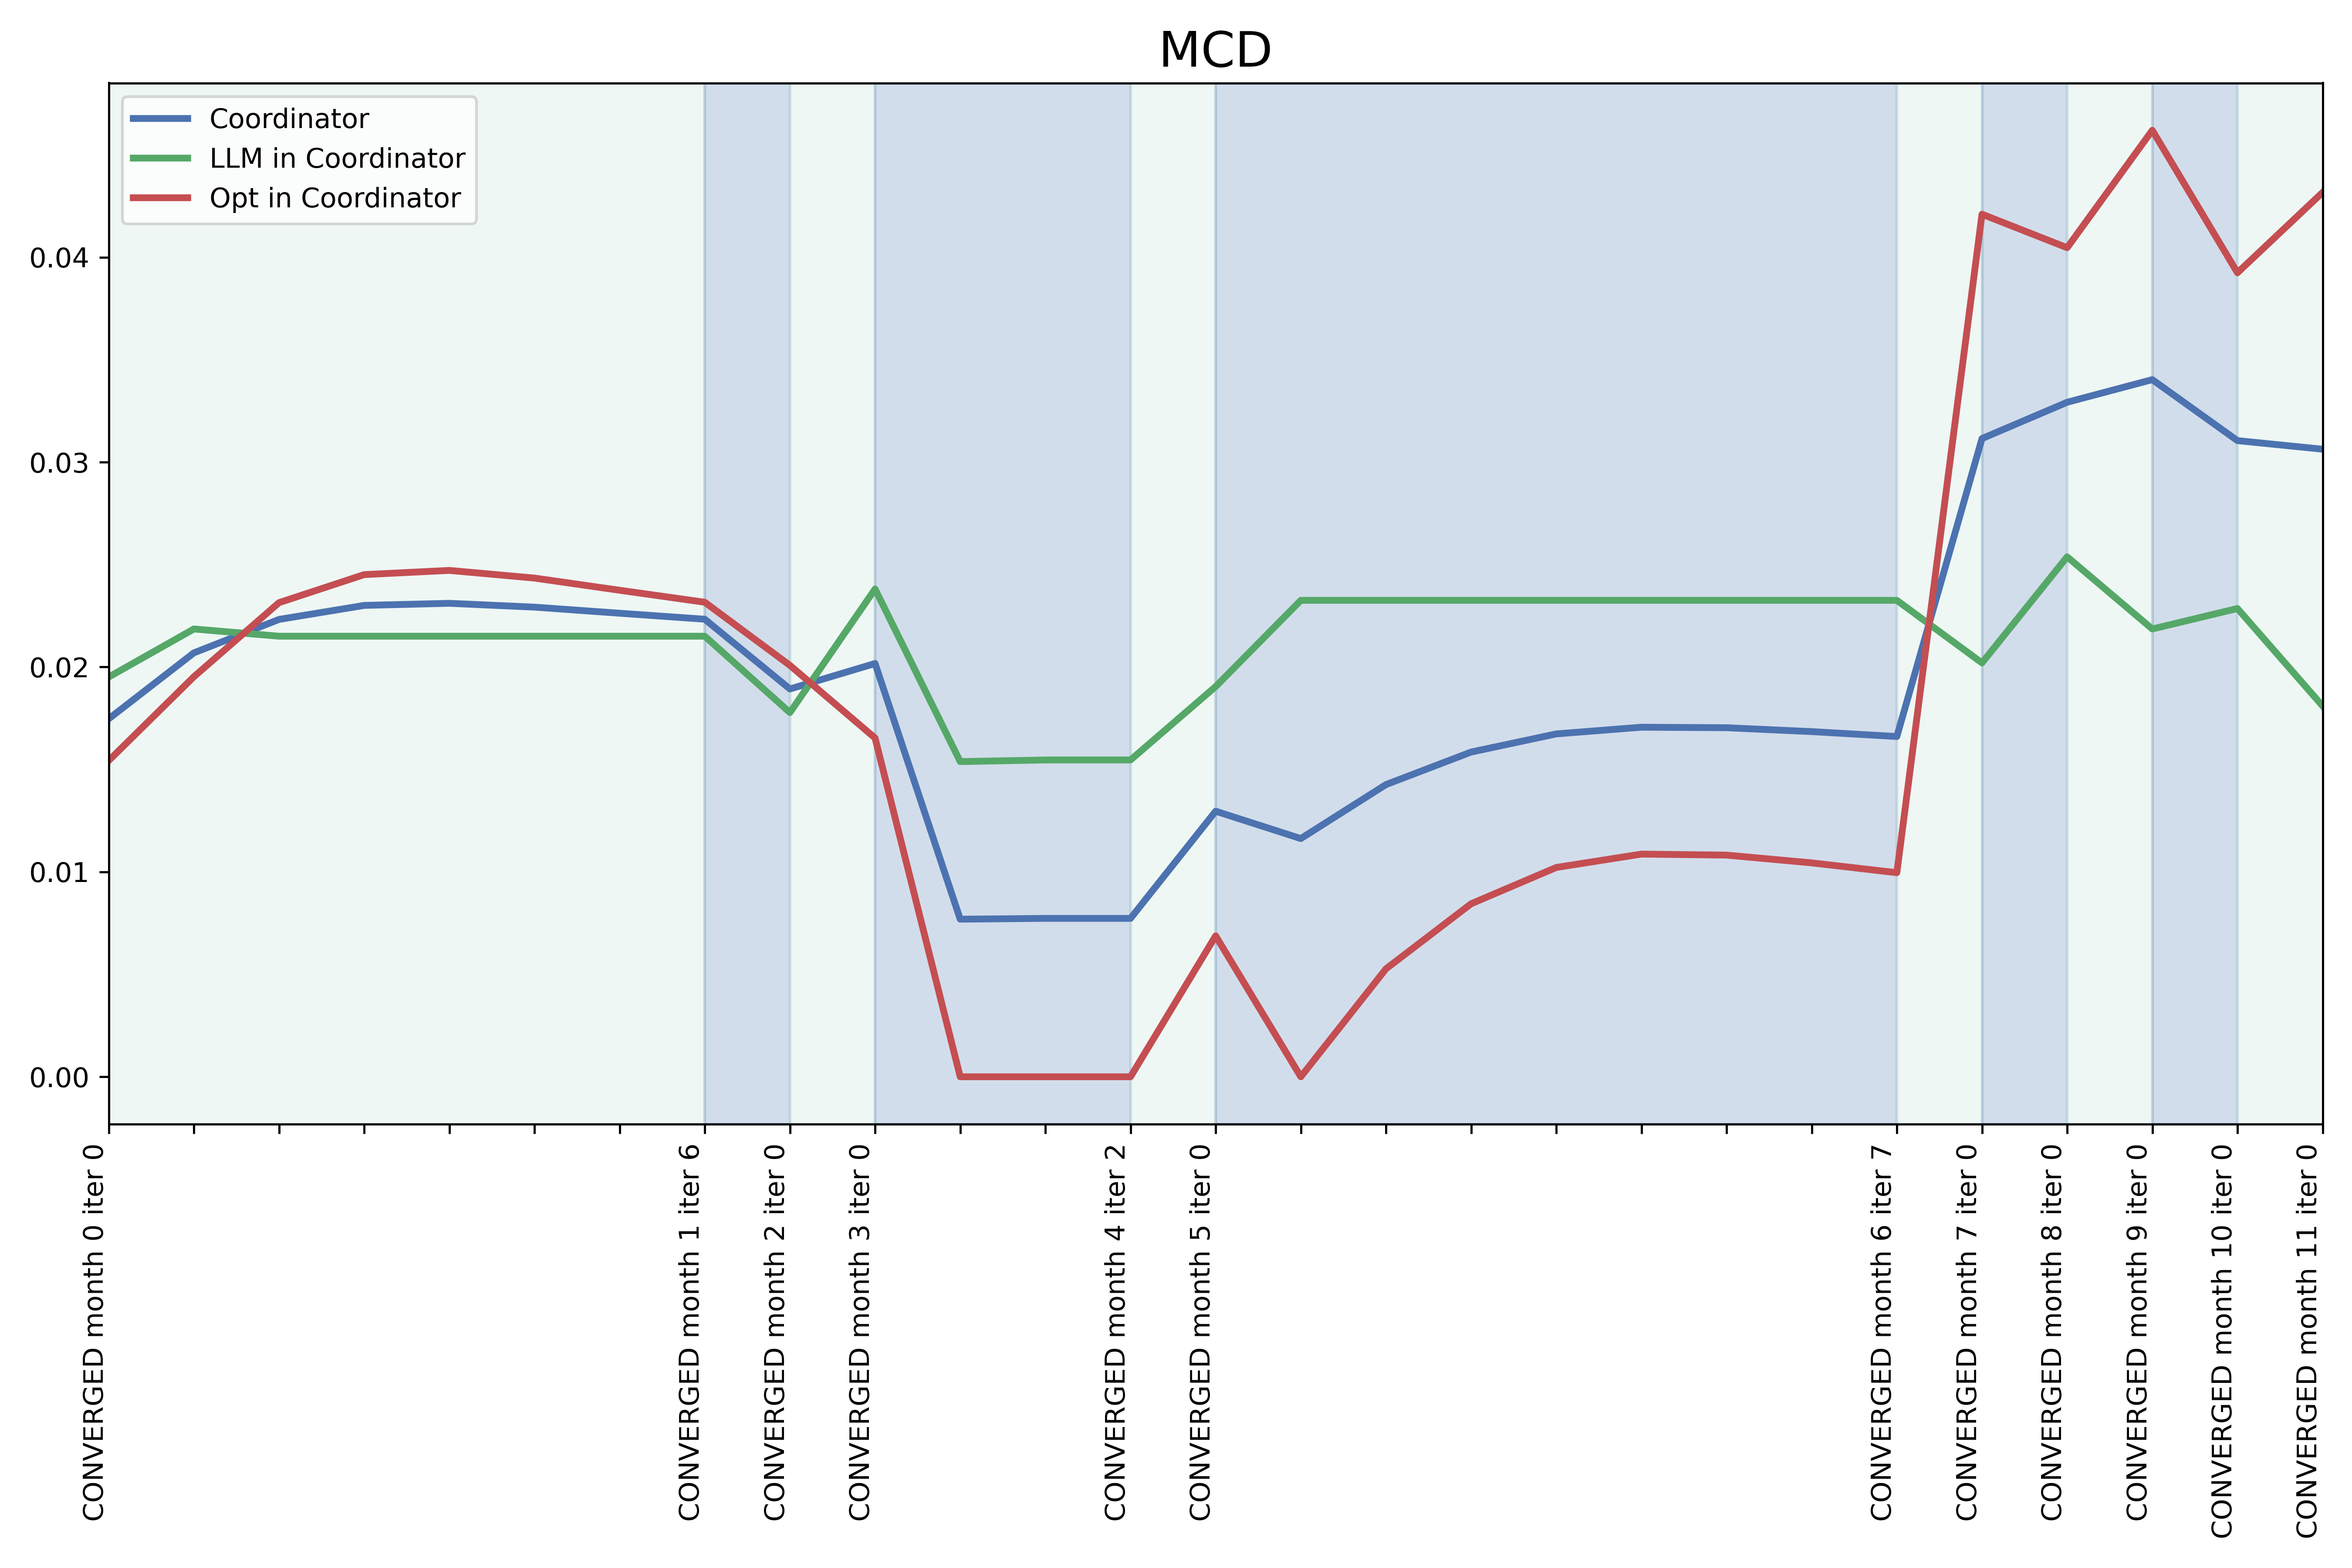 MCD
Coordinator
LLM in Coordinator
Opt in Coordinator
0.04
0.03
0.02
0.01
0.00
CONVERGED month 0 iter 0
CONVERGED month 1 iter 6
CONVERGED month 2 iter 0
CONVERGED month 3 iter 0
CONVERGED month 4 iter 2
CONVERGED month 5 iter 0
CONVERGED month 6 iter 7
CONVERGED month 7 iter 0
CONVERGED month 8 iter 0
CONVERGED month 9 iter 0
CONVERGED month 10 iter 0
CONVERGED month 11 iter 0